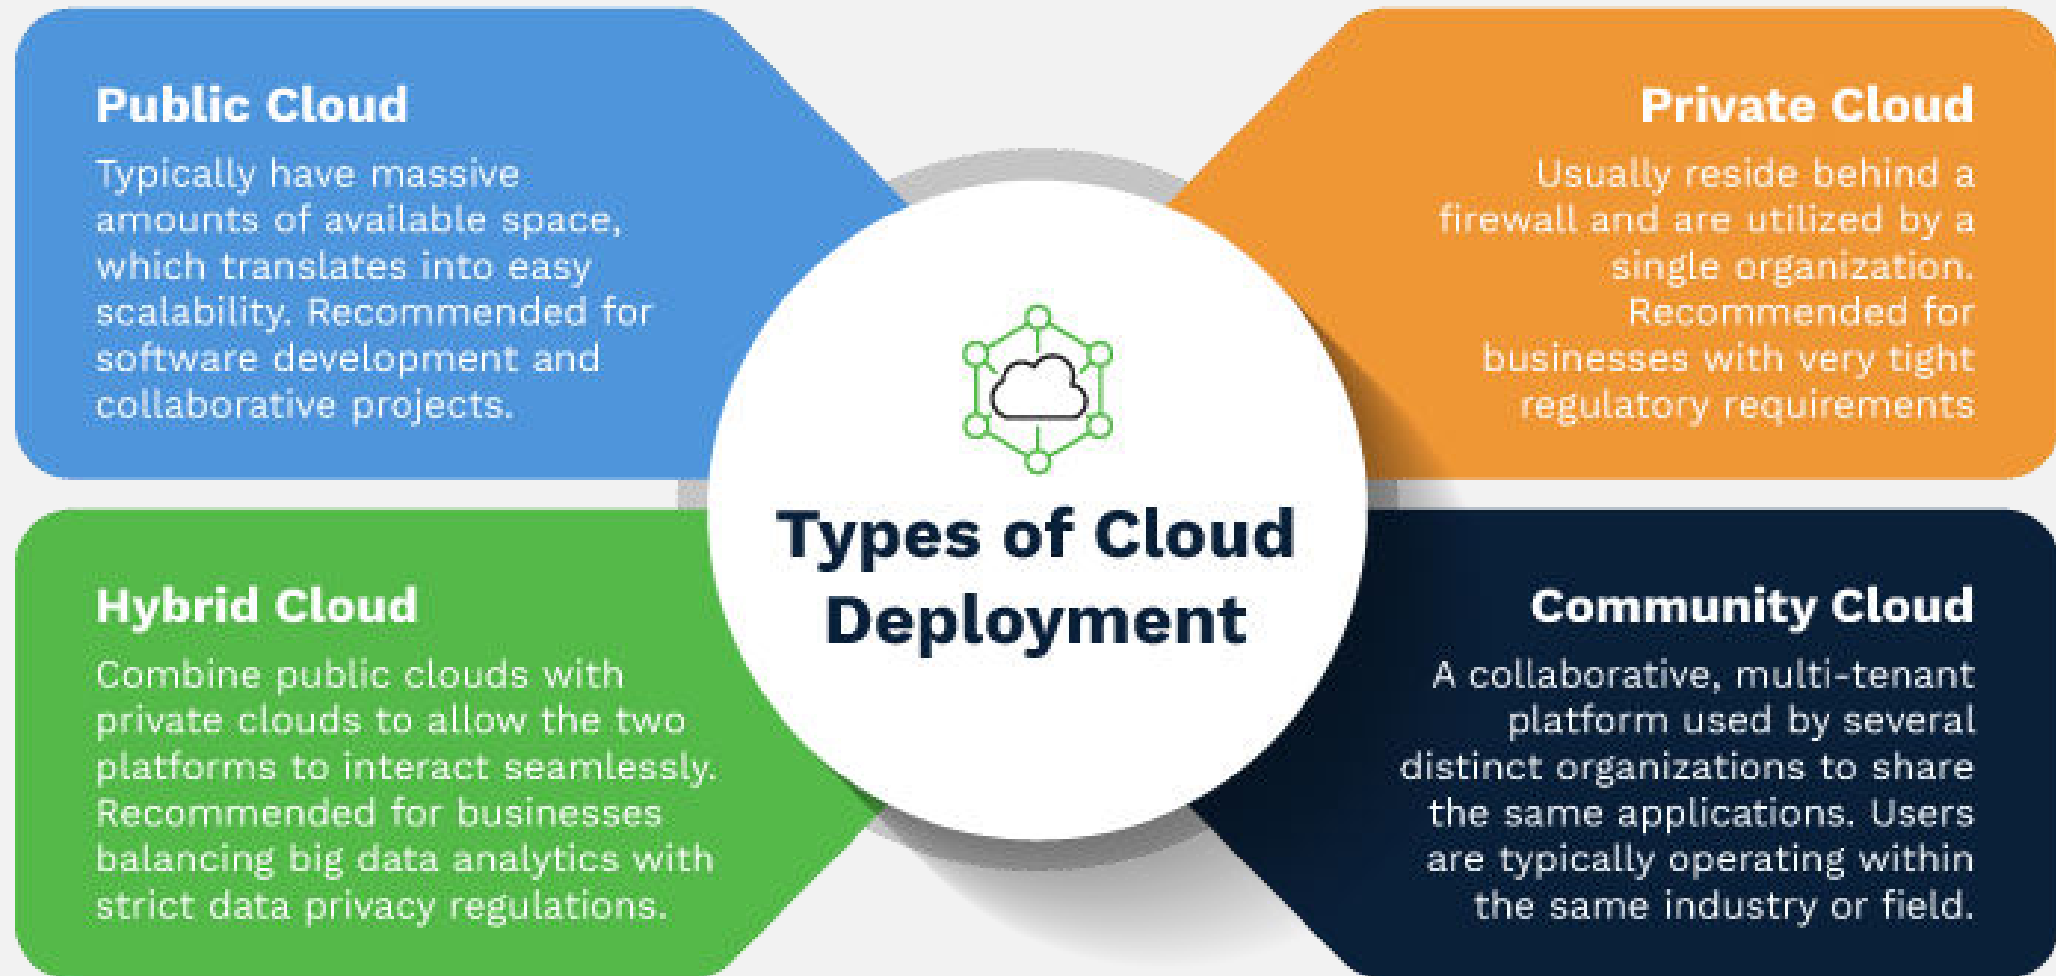 Public Cloud
Typically have massive
amounts of available space,
which translates into easy
scalability. Recommended for
software development and
collaborative projects.
Private Cloud
Usually reside behind a
firewall and are utilized by a
single organization.
Recommended for
businesses with very tight
regulatory requirements
Types of Cloud
Deployment
Hybrid Cloud
Combine public clouds with
private clouds to allow the two
platforms to interact seamlessly.
Recommended for businesses
balancing big data analytics with
strict data privacy regulations.
Community Cloud
A collaborative, multi-tenant
platform used by several
distinct organizations to share
the same applications. Users
are typically operating within
the same industry or field.